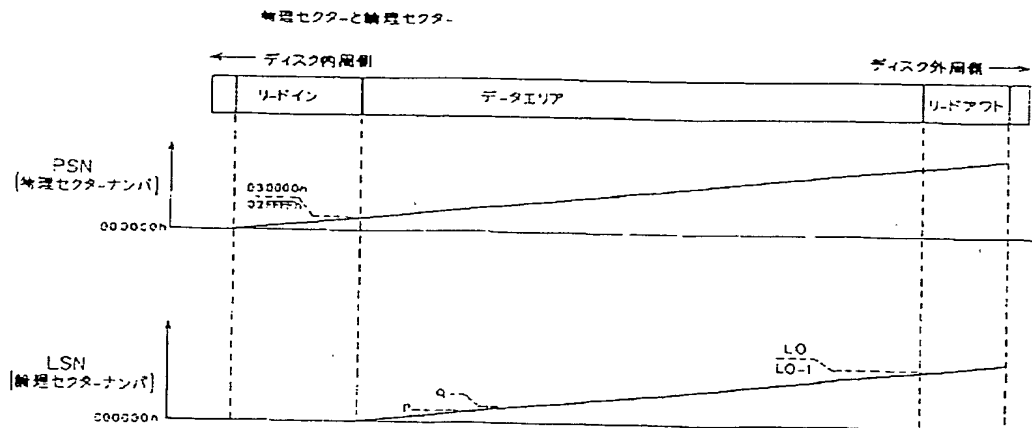 物理セクターと論理セクター
← ディスク内周側
ディスク外周側 →
リードイン
データエリア
リードアウト
PSN
[物理セクターナンバ]
030000h
02FFFFh
000000h
LSN
[論理セクターナンバ]
LO
LO-1
000000h